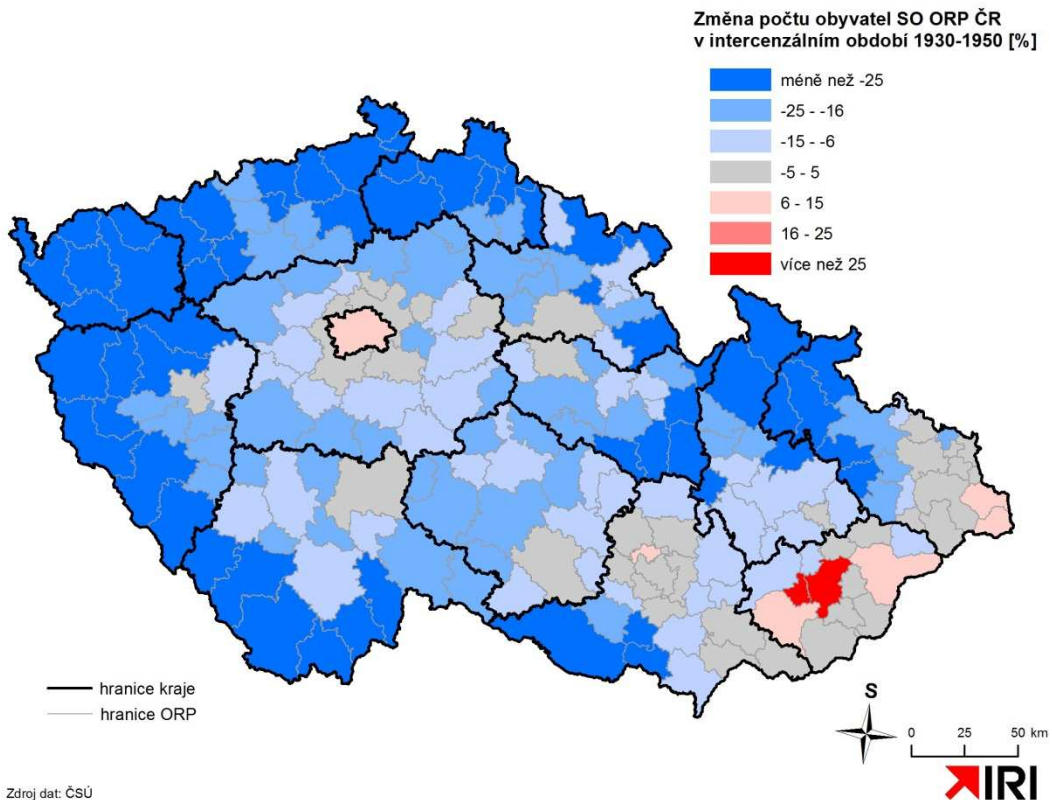 Změna počtu obyvatel SO ORP ČR
v intercenzálním období 1930-1950 [%]
méně než -25
-25 - -16
-15 - -6
-5 - 5
6 - 15
16 - 25
více než 25
hranice kraje
hranice ORP
S
0 25 50 km
IRI
Zdroj dat: ČSÚ